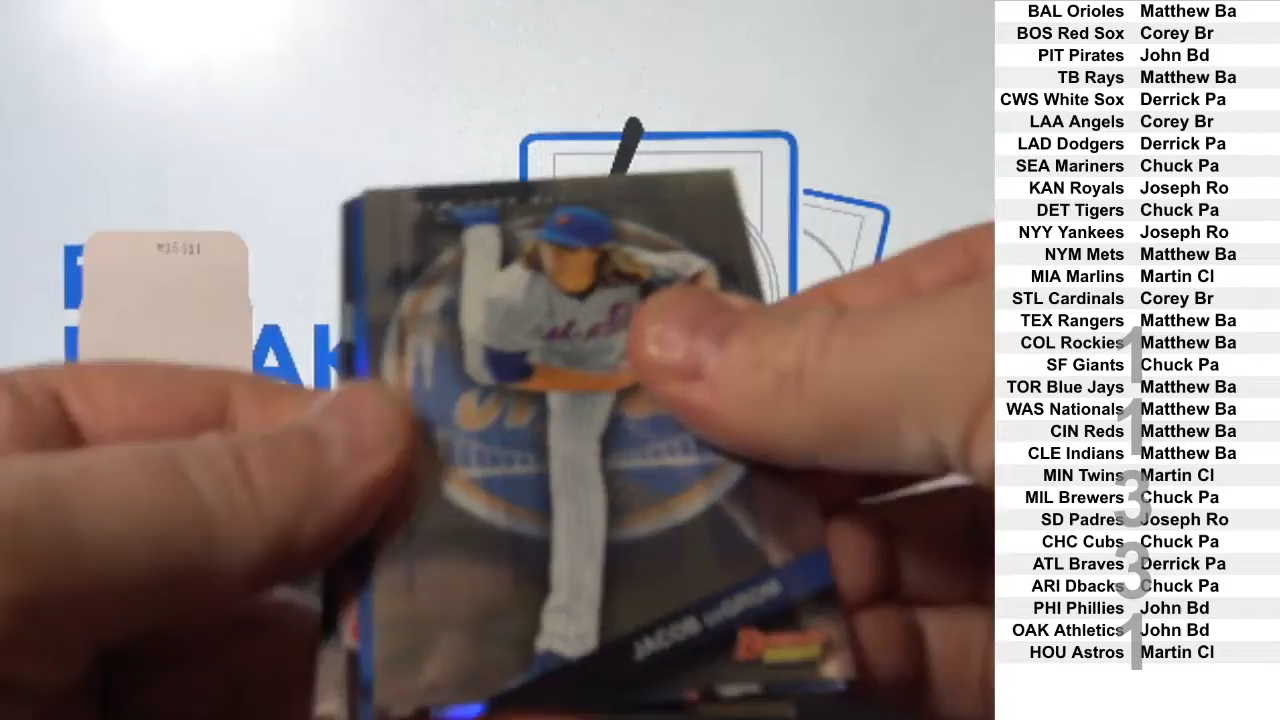 BAL Orioles Matthew Ba
BOS Red Sox Corey Br
PIT Pirates John Bd
TB Rays Matthew Ba
CWS White Sox Derrick Pa
LAA Angels Corey Br
LAD Dodgers Derrick Pa
SEA Mariners Chuck Pa
KAN Royals Joseph Ro
DET Tigers Chuck Pa
NYY Yankees Joseph Ro
NYM Mets Matthew Ba
MIA Marlins Martin Cl
STL Cardinals Corey Br
TEX Rangers Matthew Ba
COL Rockies Matthew Ba
SF Giants Chuck Pa
TOR Blue Jays Matthew Ba
WAS Nationals Matthew Ba
CIN Reds Matthew Ba
CLE Indians Matthew Ba
MIN Twins Martin Cl
MIL Brewers Chuck Pa
SD Padres Joseph Ro
CHC Cubs Chuck Pa
ATL Braves Derrick Pa
ARI Dbacks Chuck Pa
PHI Phillies John Bd
OAK Athletics John Bd
HOU Astros Martin Cl
1
1
3
3
1
AK
JACOB deGROM